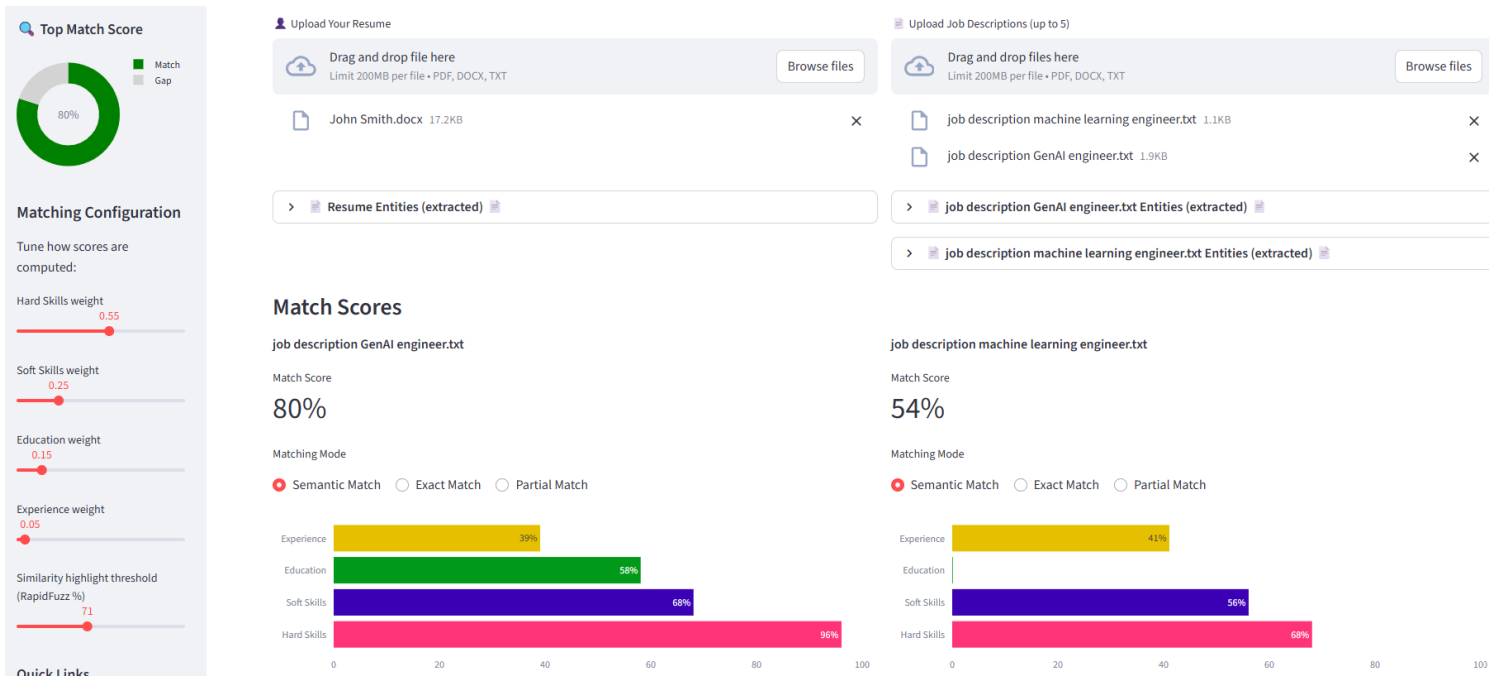 Top Match Score
Match
Gap
80%
Matching Configuration
Tune how scores are
computed:
Hard Skills weight
0.55
Soft Skills weight
0.25
Education weight
0.15
Experience weight
0.05
Similarity highlight threshold
(RapidFuzz %)
71
Quick Links
Upload Your Resume
Drag and drop file here
Limit 200MB per file • PDF, DOCX, TXT
Browse files
John Smith.docx 17.2KB
Resume Entities (extracted)
Upload Job Descriptions (up to 5)
Drag and drop files here
Limit 200MB per file • PDF, DOCX, TXT
Browse files
job description machine learning engineer.txt 1.1KB
job description GenAI engineer.txt 1.9KB
job description GenAI engineer.txt Entities (extracted)
job description machine learning engineer.txt Entities (extracted)
Match Scores
job description GenAI engineer.txt
Match Score
80%
Matching Mode
Semantic Match Exact Match Partial Match
Experience 39%
Education 58%
Soft Skills 68%
Hard Skills 96%
0 20 40 60 80 100
job description machine learning engineer.txt
Match Score
54%
Matching Mode
Semantic Match Exact Match Partial Match
Experience 41%
Education
Soft Skills 56%
Hard Skills 68%
0 20 40 60 80 100